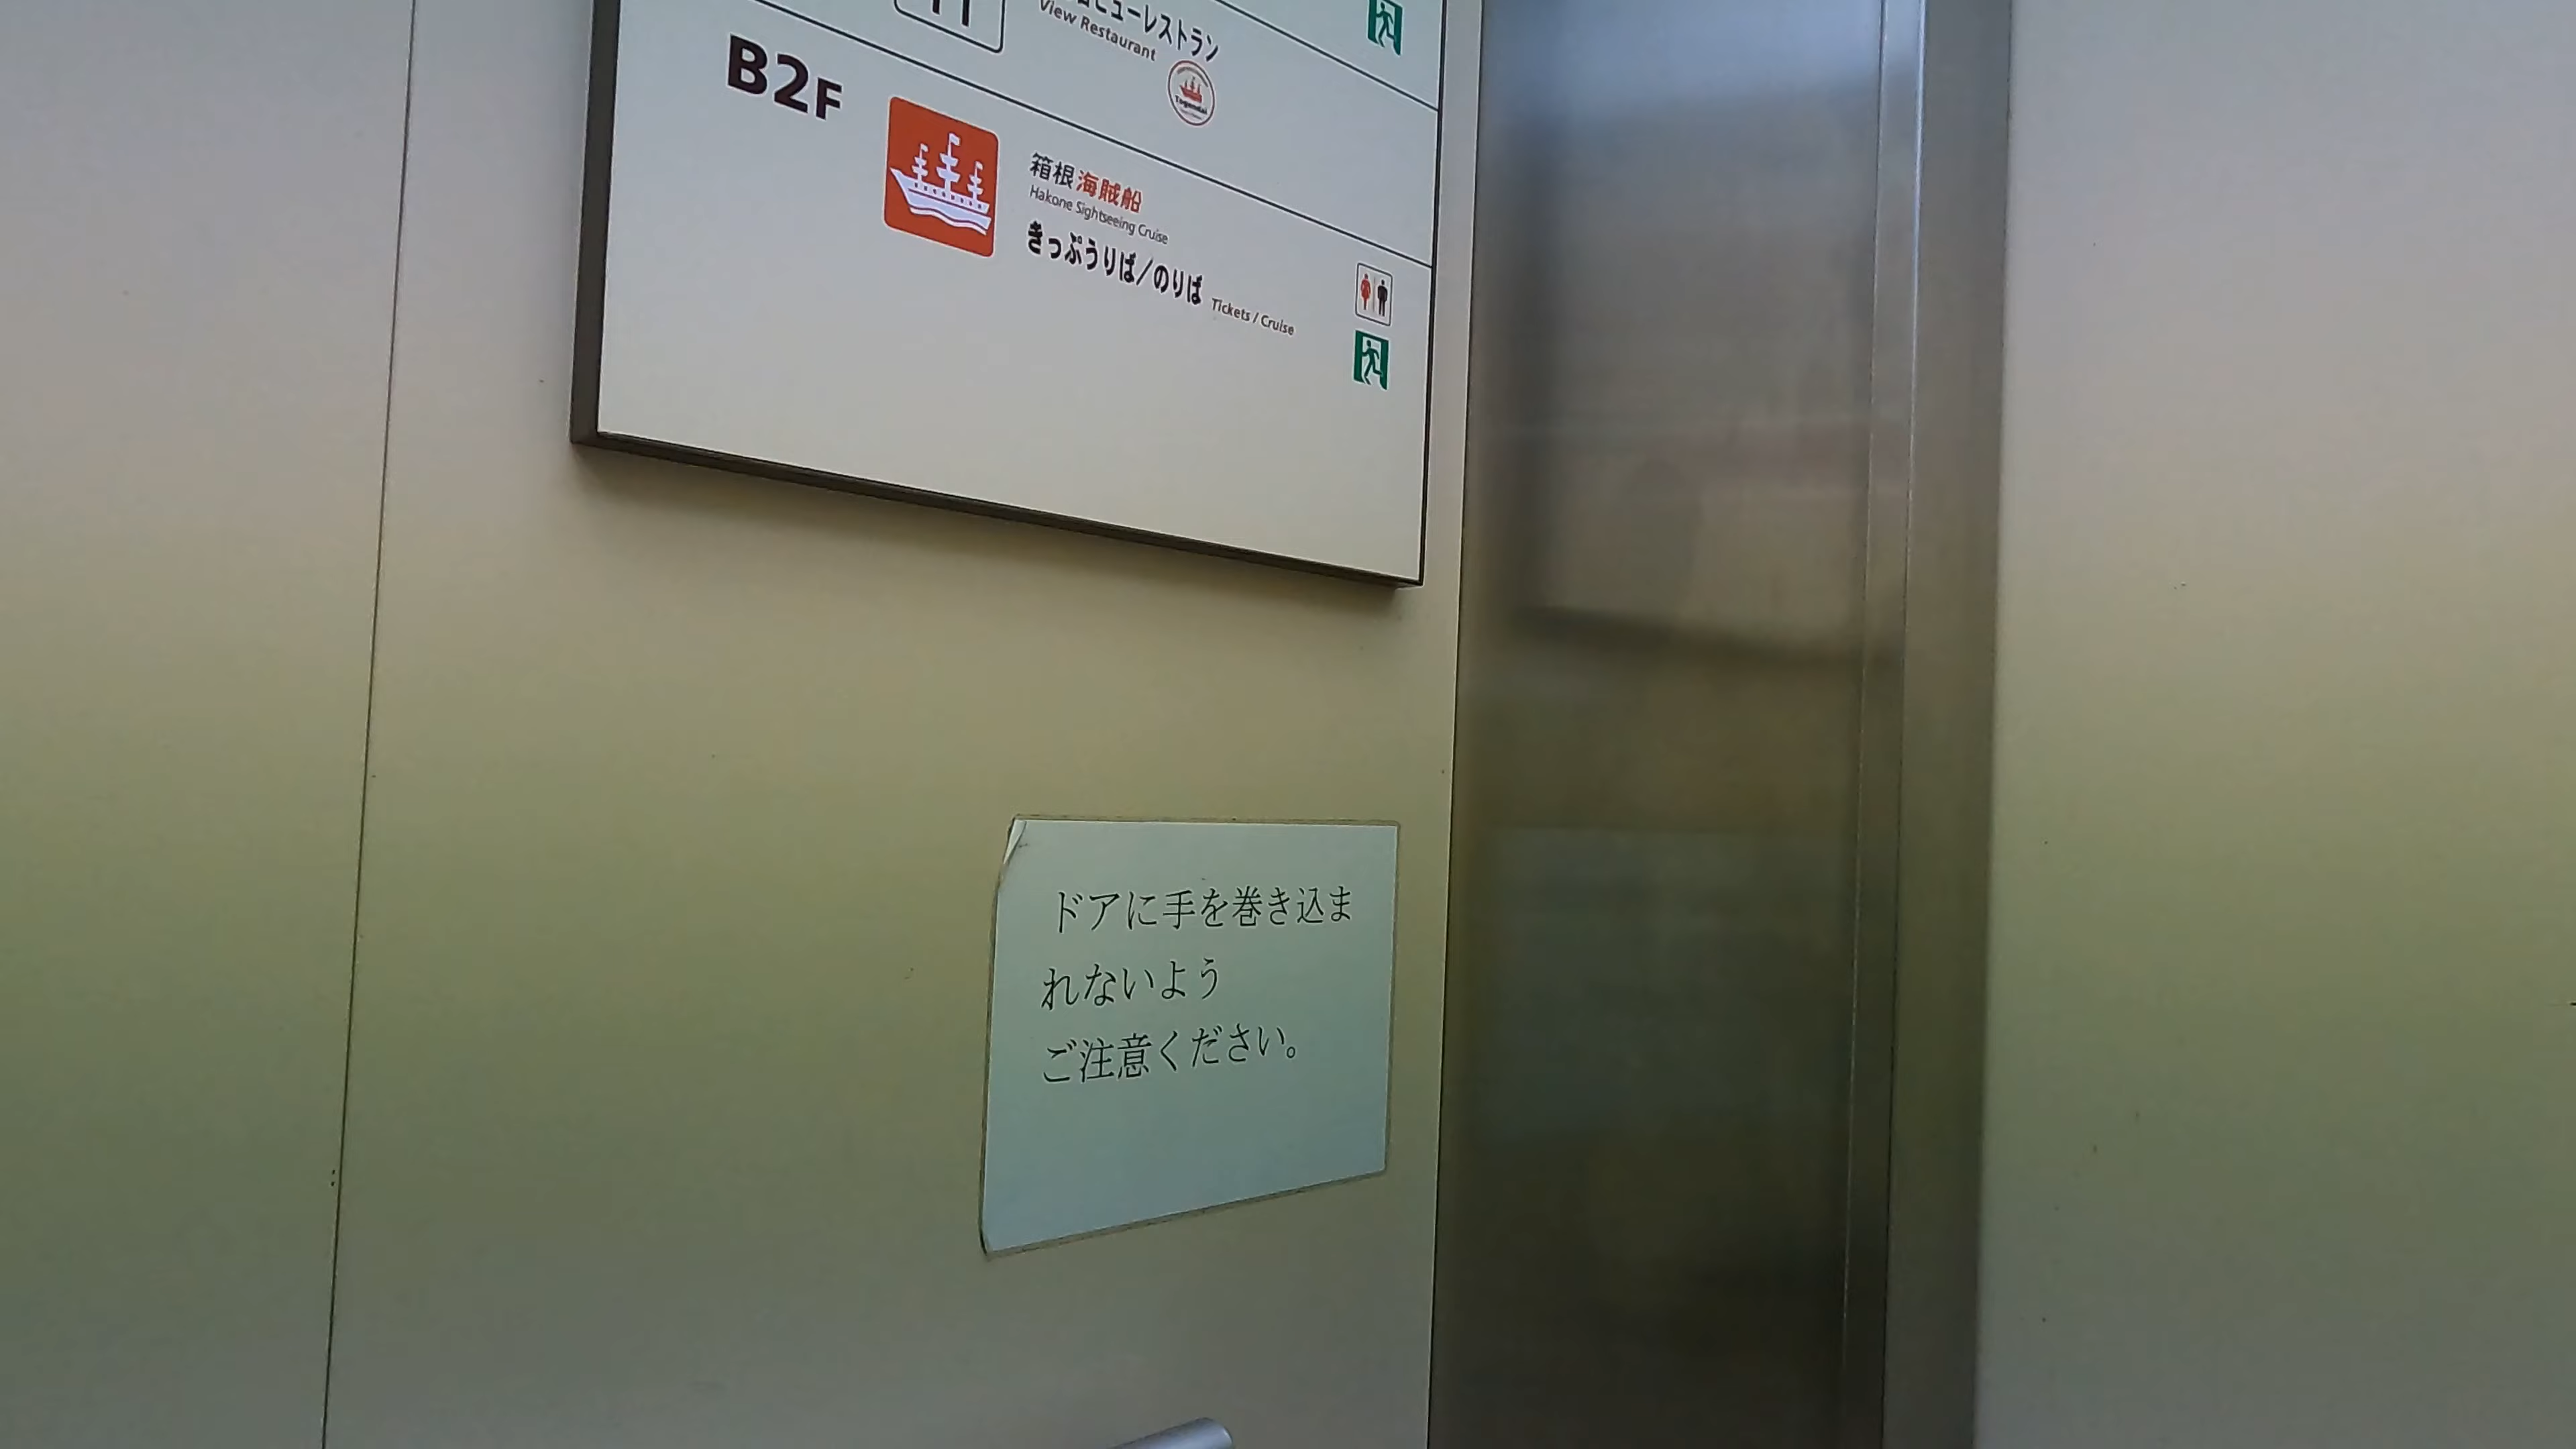 ビューレストラン
View Restaurant
Togendai
B2F
箱根海賊船
Hakone Sightseeing Cruise
きっぷうりば／のりば Tickets / Cruise
ドアに手を巻き込ま
れないよう
ご注意ください。